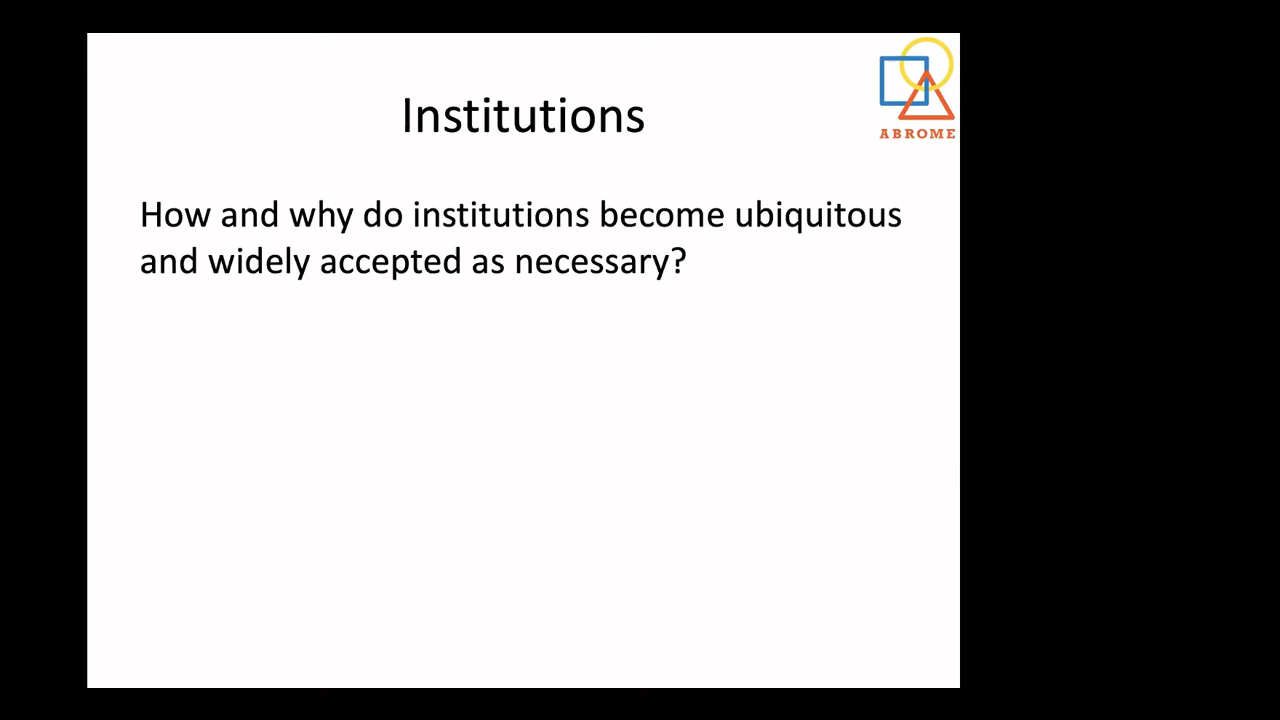 Institutions
ABROME
How and why do institutions become ubiquitous
and widely accepted as necessary?